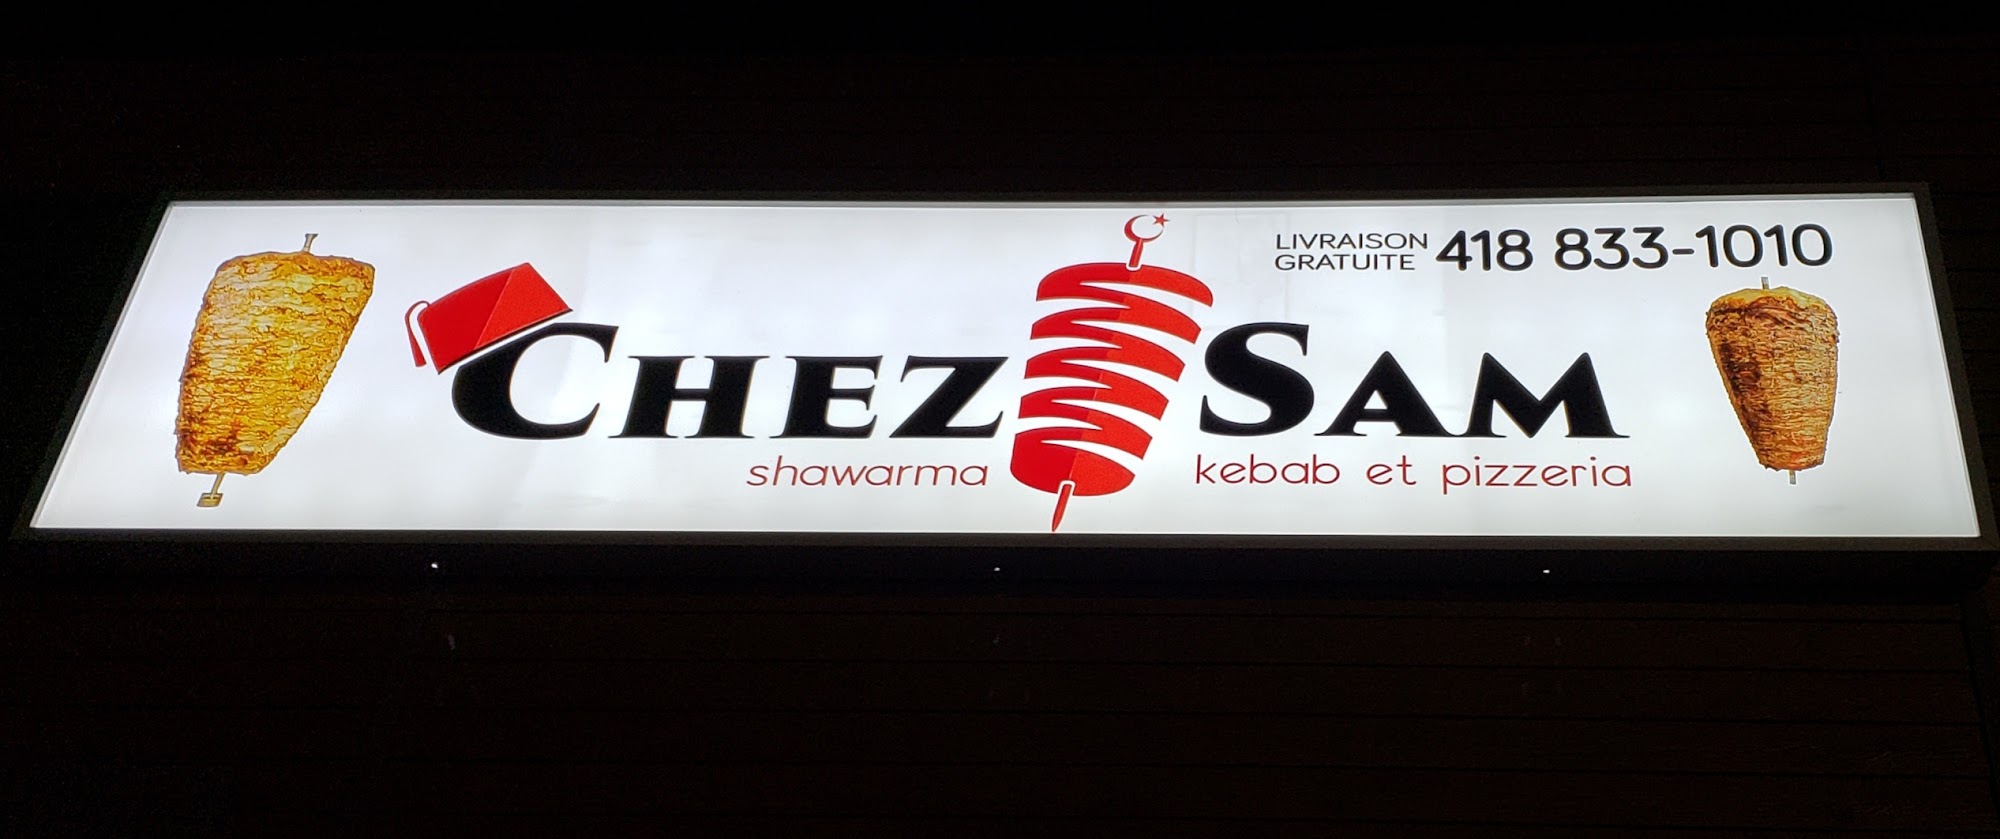 LIVRAISON
GRATUITE
418 833-1010
CHEZ SAM
shawarma kebab et pizzeria